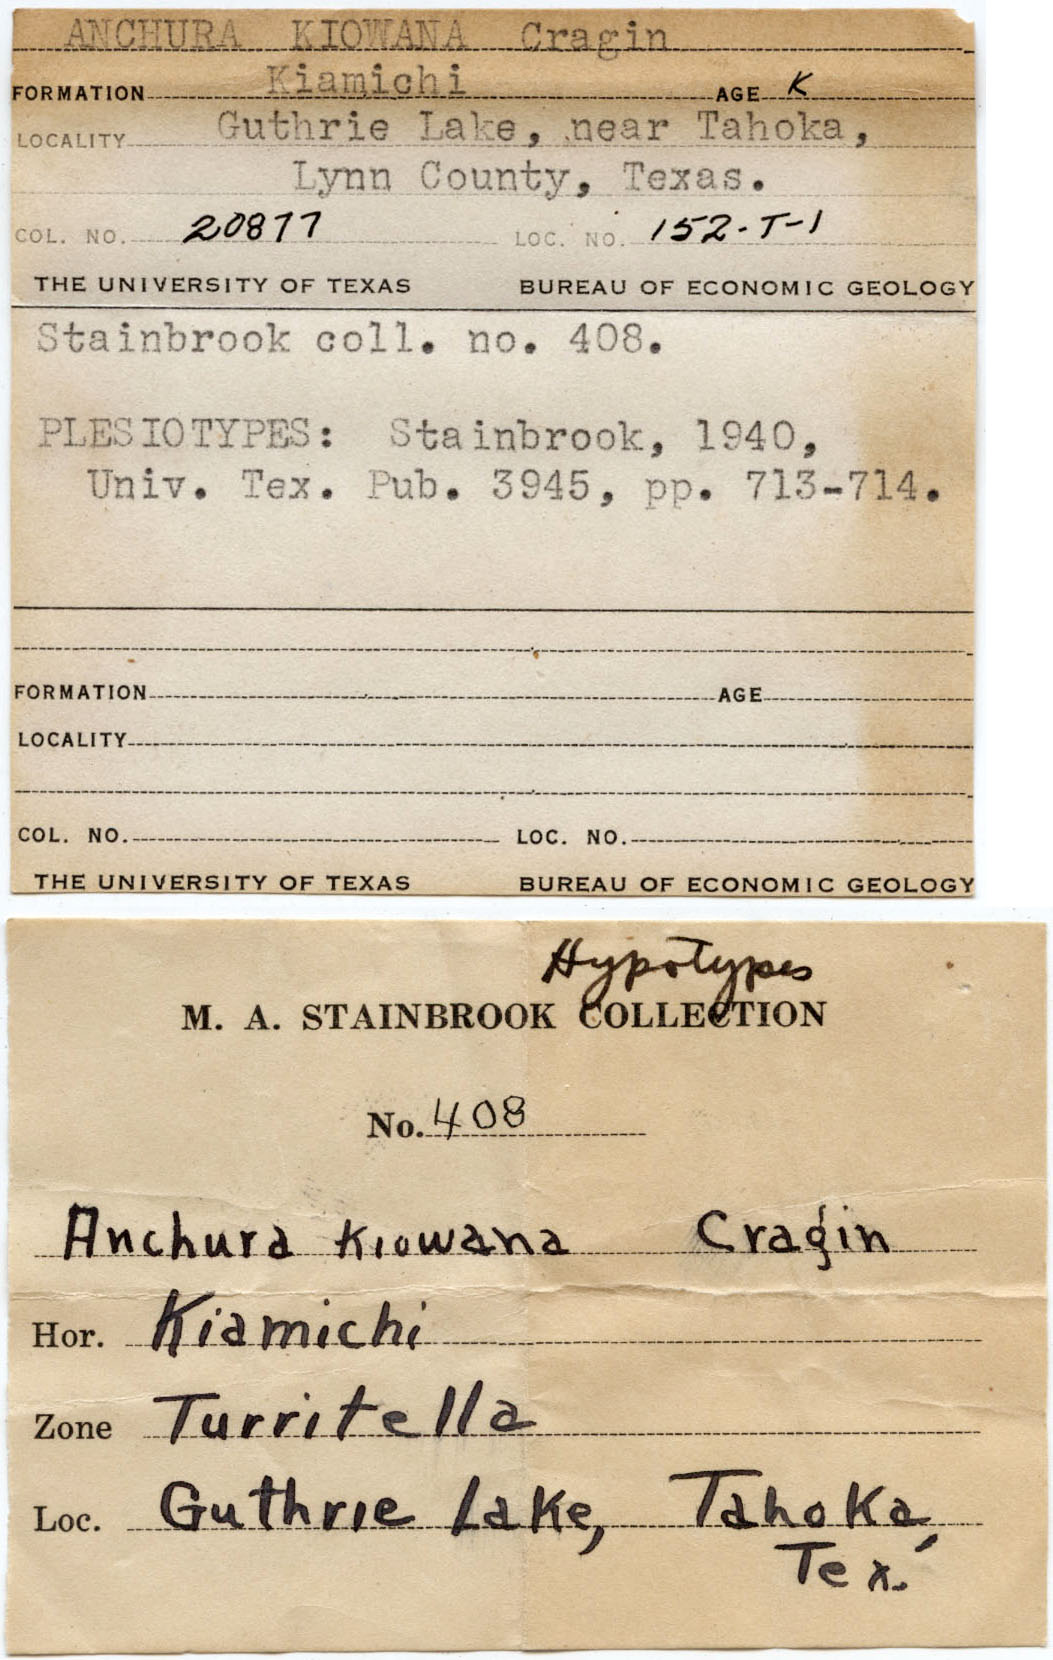 ANCHURA KIOWANA Cragin
FORMATION Kiamichi AGE K
LOCALITY Guthrie Lake, near Tahoka,
Lynn County, Texas.
COL. NO. 20877 LOC. NO. 152-T-1
THE UNIVERSITY OF TEXAS BUREAU OF ECONOMIC GEOLOGY
Stainbrook coll. no. 408.
PLESIOTYPES: Stainbrook, 1940,
Univ. Tex. Pub. 3945, pp. 713-714.
FORMATION AGE
LOCALITY
COL. NO. LOC. NO.
THE UNIVERSITY OF TEXAS BUREAU OF ECONOMIC GEOLOGY
Hypotypes
M. A. STAINBROOK COLLECTION
No. 408
Anchura Kiowana Cragin
Hor. Kiamichi
Zone Turritella
Loc. Guthrie Lake, Tahoka,
Tex.